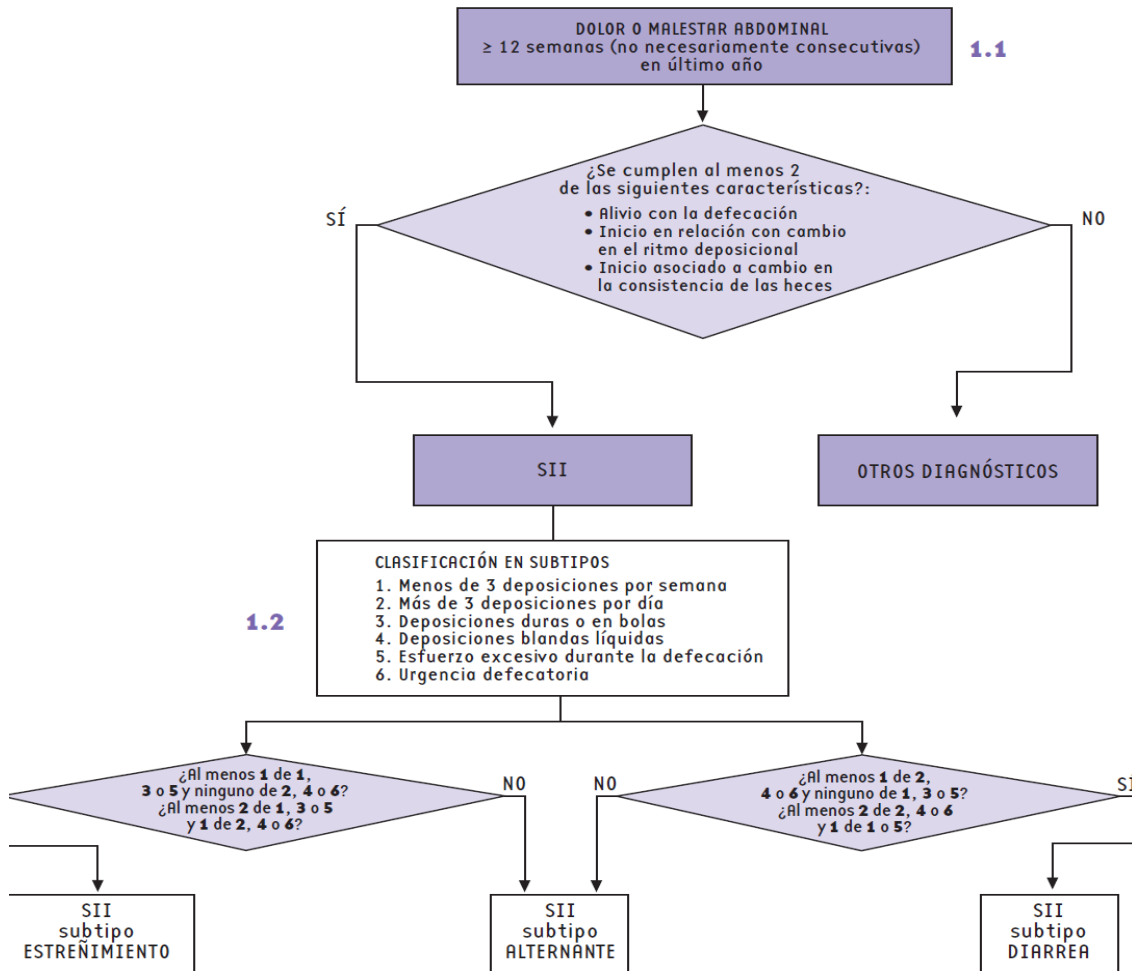 DOLOR O MALESTAR ABDOMINAL
≥ 12 semanas (no necesariamente consecutivas)
en último año
1.1
¿Se cumplen al menos 2
de las siguientes características?:
• Alivio con la defecación
• Inicio en relación con cambio
en el ritmo deposicional
• Inicio asociado a cambio en
la consistencia de las heces
SÍ
NO
SII
OTROS DIAGNÓSTICOS
CLASIFICACIÓN EN SUBTIPOS
1. Menos de 3 deposiciones por semana
2. Más de 3 deposiciones por día
3. Deposiciones duras o en bolas
4. Deposiciones blandas líquidas
5. Esfuerzo excesivo durante la defecación
6. Urgencia defecatoria
1.2
¿Al menos 1 de 1,
3 o 5 y ninguno de 2, 4 o 6?
¿Al menos 2 de 1, 3 o 5
y 1 de 2, 4 o 6?
NO
NO
¿Al menos 1 de 2,
4 o 6 y ninguno de 1, 3 o 5?
¿Al menos 2 de 2, 4 o 6
y 1 de 1 o 5?
SÍ
SII
subtipo
ESTREÑIMIENTO
SII
subtipo
ALTERNANTE
SII
subtipo
DIARREA